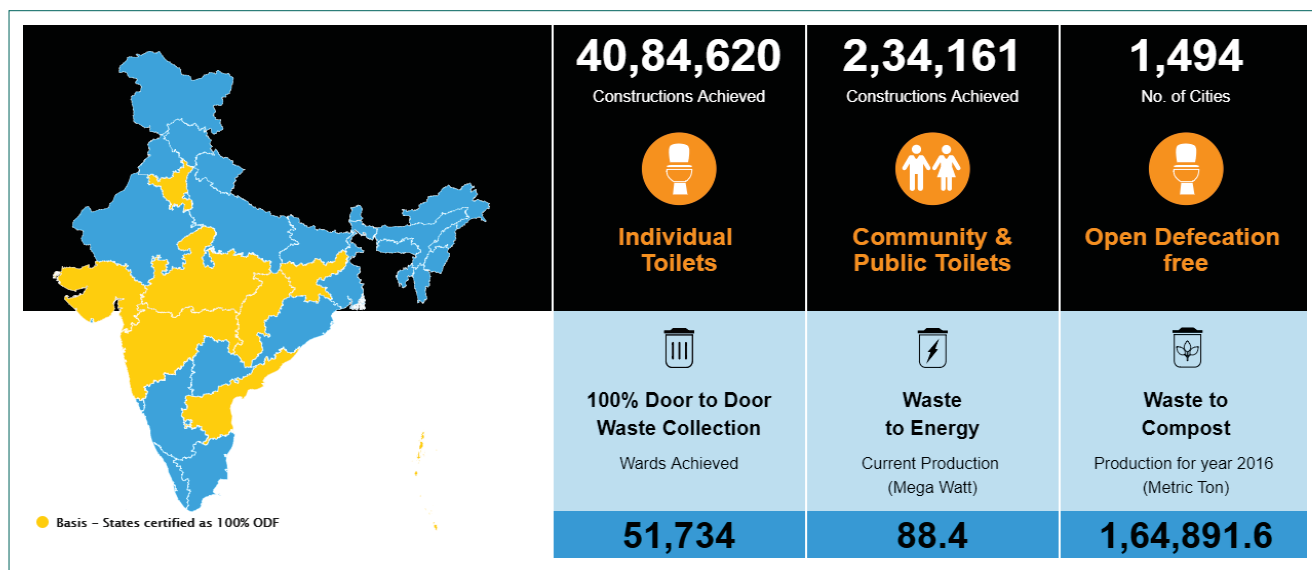 40,84,620
Constructions Achieved
Individual
Toilets
2,34,161
Constructions Achieved
Community &
Public Toilets
1,494
No. of Cities
Open Defecation
free
100% Door to Door
Waste Collection
Wards Achieved
51,734
Waste
to Energy
Current Production
(Mega Watt)
88.4
Waste to
Compost
Production for year 2016
(Metric Ton)
1,64,891.6
Basis – States certified as 100% ODF